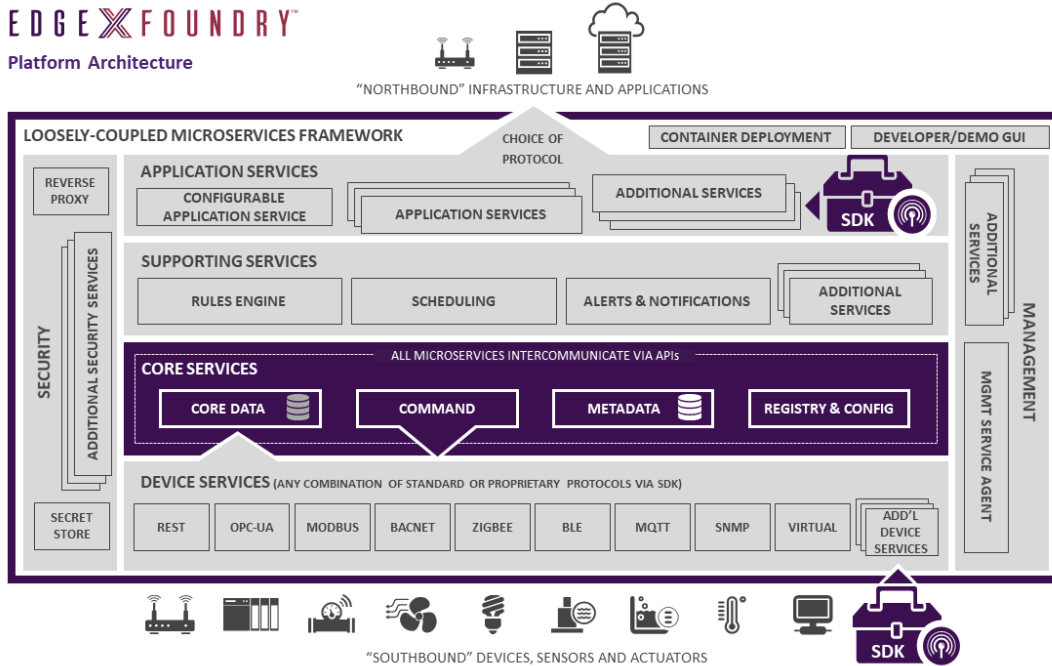 EDGE X FOUNDRY™
Platform Architecture
“NORTHBOUND” INFRASTRUCTURE AND APPLICATIONS
LOOSELY-COUPLED MICROSERVICES FRAMEWORK
CHOICE OF
PROTOCOL
CONTAINER DEPLOYMENT
DEVELOPER/DEMO GUI
REVERSE
PROXY
SECURITY
ADDITIONAL SECURITY SERVICES
SECRET
STORE
APPLICATION SERVICES
CONFIGURABLE
APPLICATION SERVICE
APPLICATION SERVICES
ADDITIONAL SERVICES
SDK
SUPPORTING SERVICES
RULES ENGINE
SCHEDULING
ALERTS & NOTIFICATIONS
ADDITIONAL
SERVICES
ALL MICROSERVICES INTERCOMMUNICATE VIA APIs
CORE SERVICES
CORE DATA
COMMAND
METADATA
REGISTRY & CONFIG
DEVICE SERVICES (ANY COMBINATION OF STANDARD OR PROPRIETARY PROTOCOLS VIA SDK)
REST
OPC-UA
MODBUS
BACNET
ZIGBEE
BLE
MQTT
SNMP
VIRTUAL
ADD’L
DEVICE
SERVICES
ADDITIONAL
SERVICES
MANAGEMENT
MGMT SERVICE AGENT
SDK
“SOUTHBOUND” DEVICES, SENSORS AND ACTUATORS